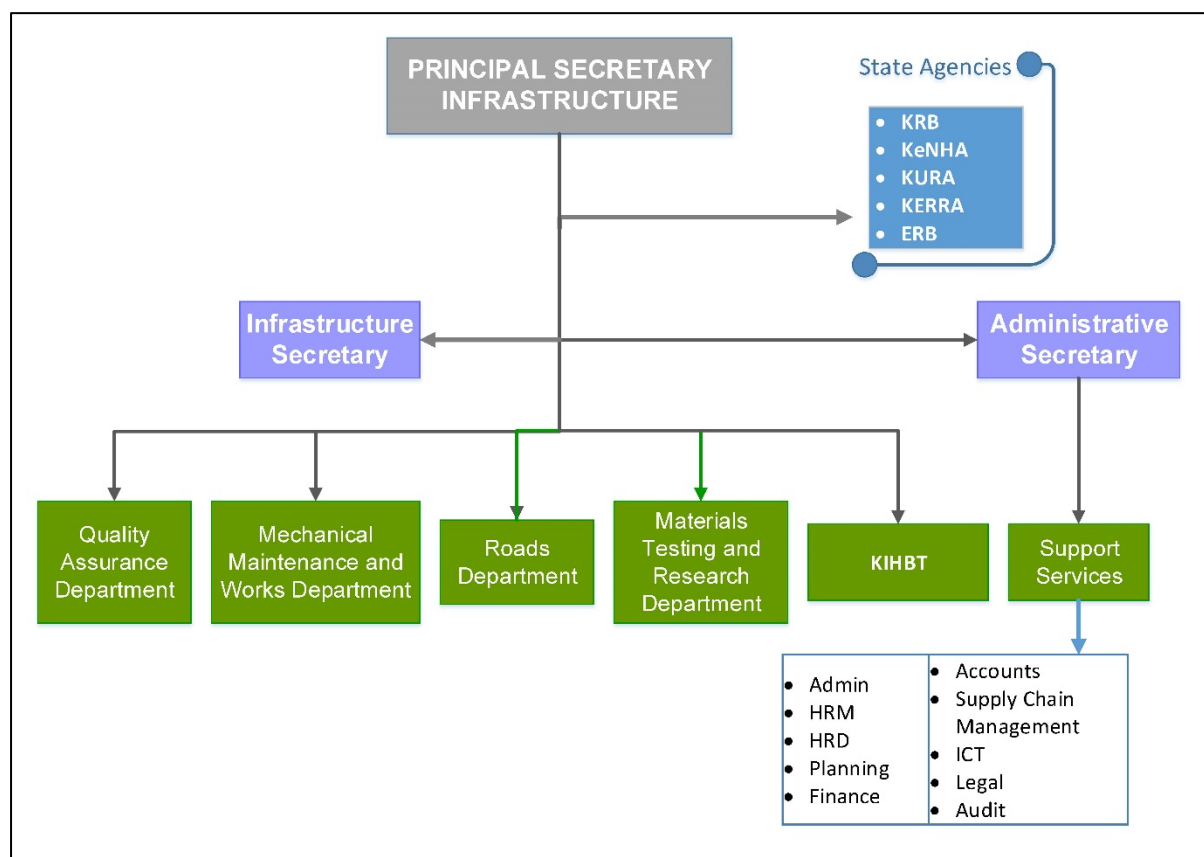 PRINCIPAL SECRETARY
INFRASTRUCTURE
State Agencies
• KRB
• KeNHA
• KURA
• KERRA
• ERB
Infrastructure
Secretary
Administrative
Secretary
Quality
Assurance
Department
Mechanical
Maintenance and
Works Department
Roads
Department
Materials
Testing and
Research
Department
KIHBT
Support
Services
• Admin
• HRM
• HRD
• Planning
• Finance
• Accounts
• Supply Chain
Management
• ICT
• Legal
• Audit